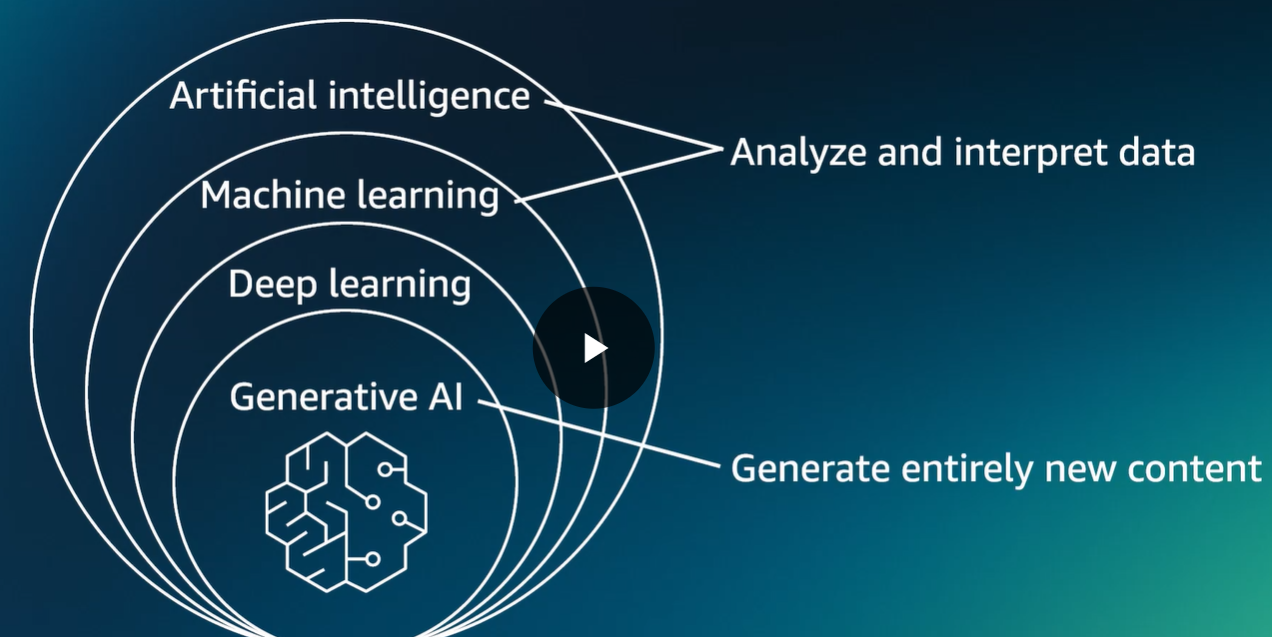 Artificial intelligence
Analyze and interpret data
Machine learning
Deep learning
Generative AI
Generate entirely new content